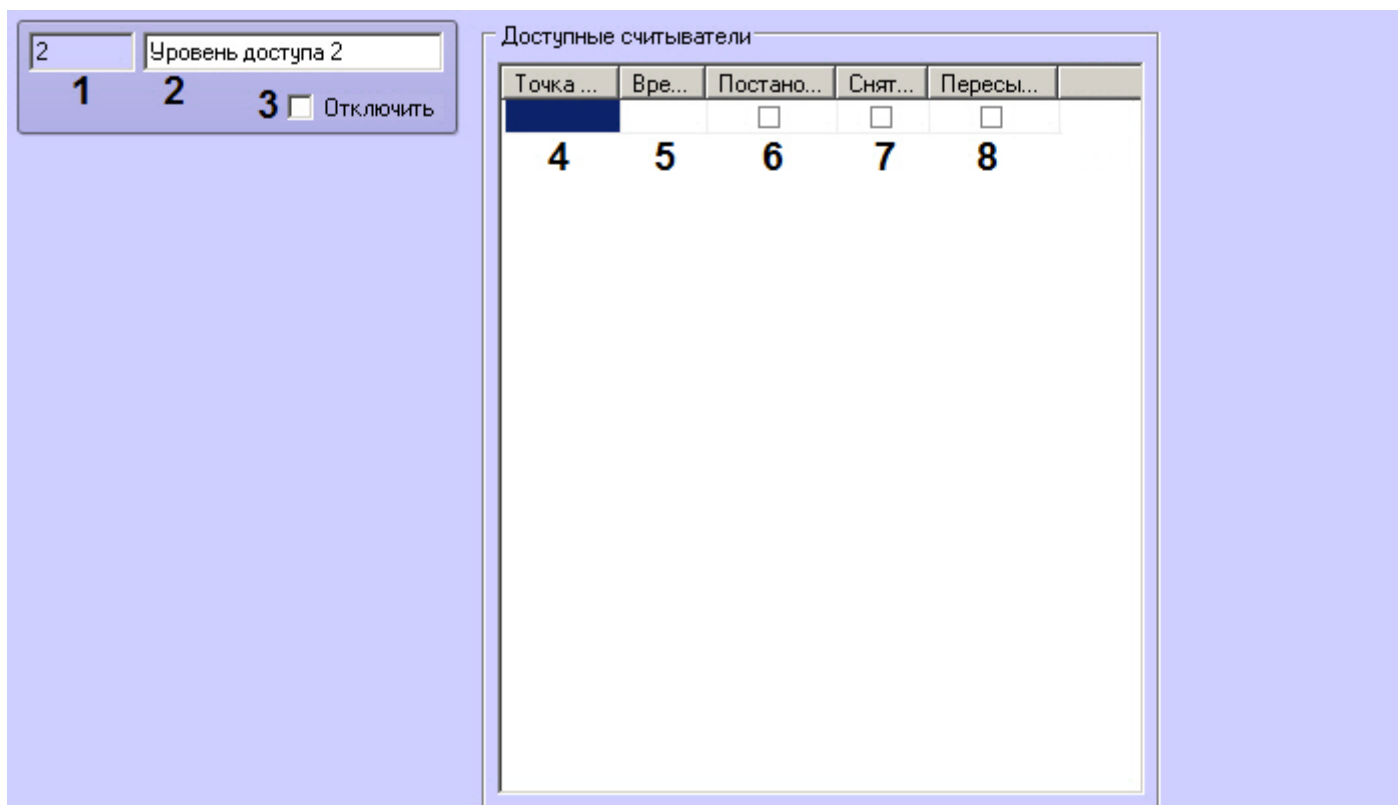 2
Уровень доступа 2
1
2
3
Отключить
Доступные считыватели
Точка ... Вре... Постано... Снят... Пересы...
4 5 6 7 8